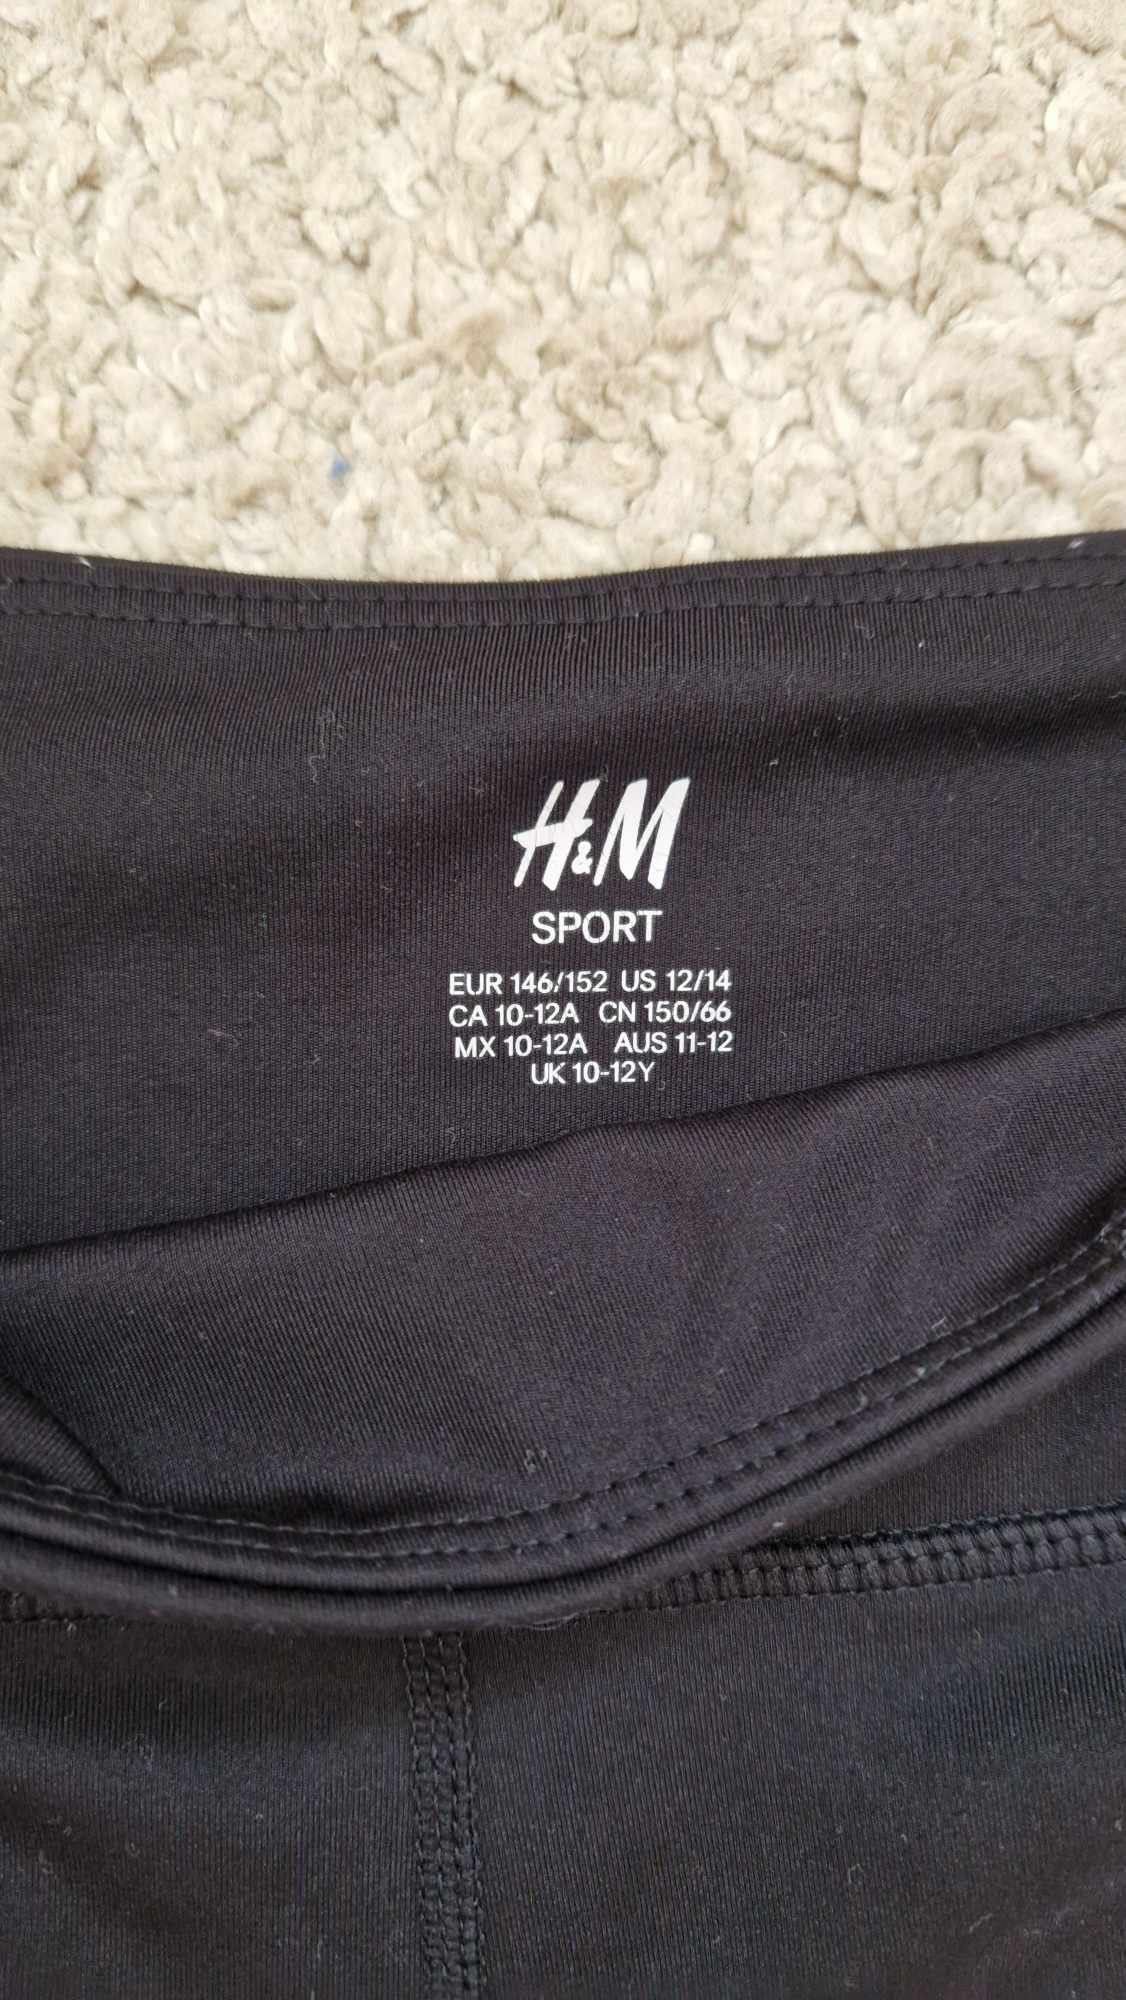 H&M
SPORT
EUR 146/152 US 12/14
CA 10-12A CN 150/66
MX 10-12A AUS 11-12
UK 10-12Y